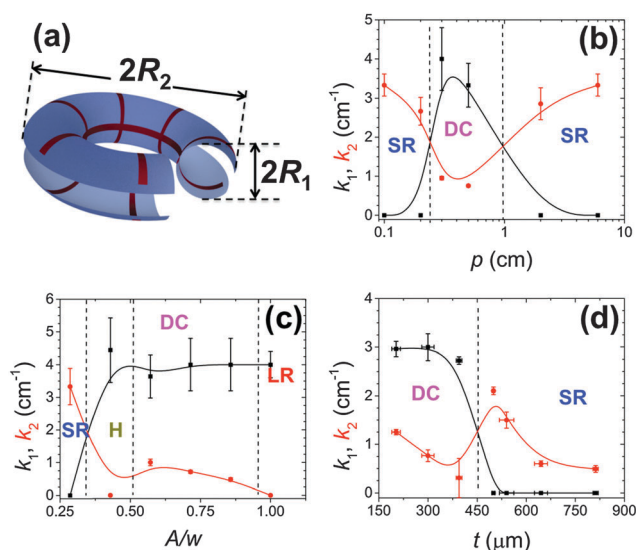 (a)
2R₂
2R₁
(b)
SR
DC
SR
k₁, k₂ (cm⁻¹)
5
4
3
2
1
0
0.1
1
10
p (cm)
(c)
DC
SR
H
LR
k₁, k₂ (cm⁻¹)
6
5
4
3
2
1
0
0.25
0.50
0.75
1.00
A/w
(d)
DC
SR
k₁, k₂ (cm⁻¹)
4
3
2
1
0
150
300
450
600
750
900
t (μm)